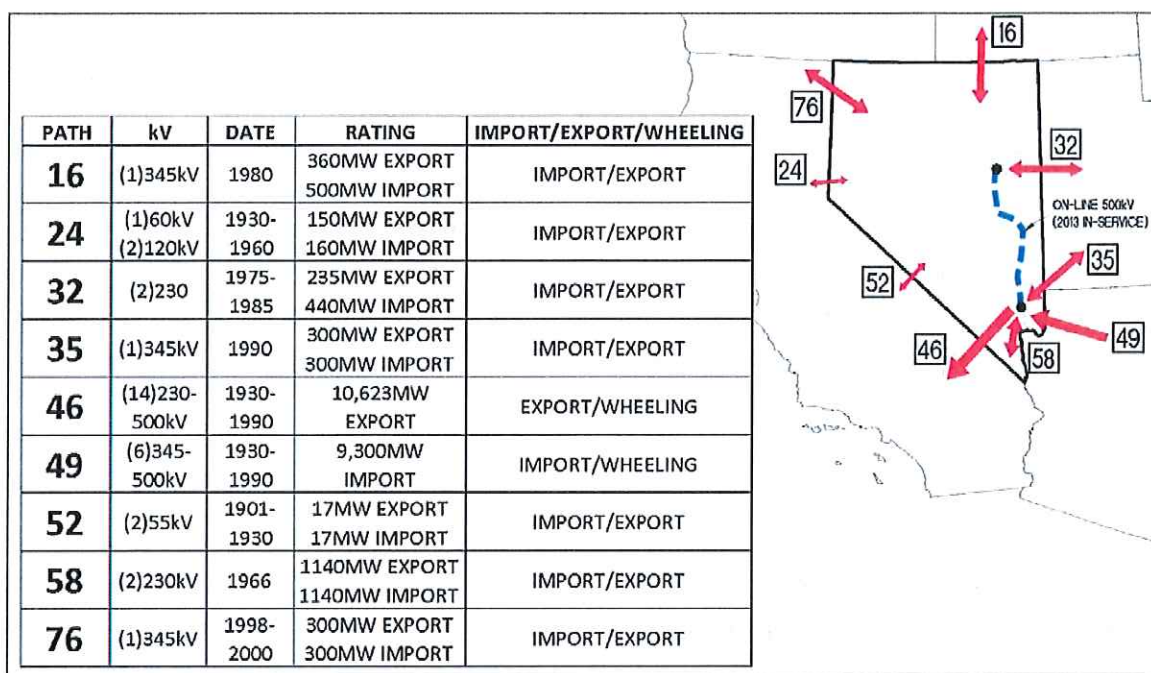 PATH kV DATE RATING IMPORT/EXPORT/WHEELING
16 (1)345kV 1980 360MW EXPORT 500MW IMPORT IMPORT/EXPORT
24 (1)60kV (2)120kV 1930-1960 150MW EXPORT 160MW IMPORT IMPORT/EXPORT
32 (2)230 1975-1985 235MW EXPORT 440MW IMPORT IMPORT/EXPORT
35 (1)345kV 1990 300MW EXPORT 300MW IMPORT IMPORT/EXPORT
46 (14)230-500kV 1930-1990 10,623MW EXPORT EXPORT/WHEELING
49 (6)345-500kV 1930-1990 9,300MW IMPORT IMPORT/WHEELING
52 (2)55kV 1901-1930 17MW EXPORT 17MW IMPORT IMPORT/EXPORT
58 (2)230kV 1966 1140MW EXPORT 1140MW IMPORT IMPORT/EXPORT
76 (1)345kV 1998-2000 300MW EXPORT 300MW IMPORT IMPORT/EXPORT
16
76
32
24
ON-LINE 500kV
(2013 IN-SERVICE)
35
52
49
46
58